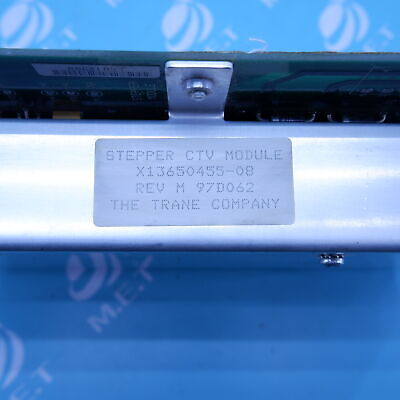 STEPPER CTV MODULE
X13650455-08
REV M 97D062
THE TRANE COMPANY
M.E.T
M.E.T